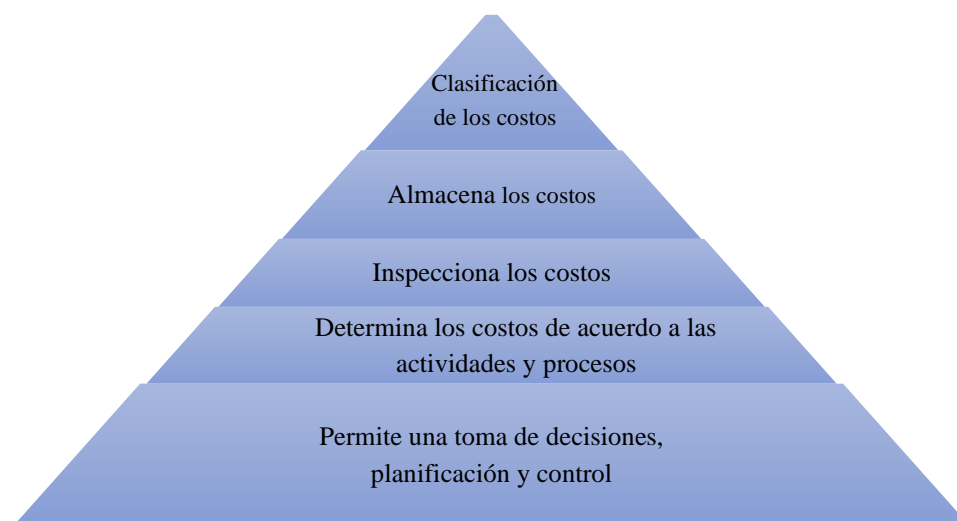 Clasificación
de los costos
Almacena los costos
Inspecciona los costos
Determina los costos de acuerdo a las
actividades y procesos
Permite una toma de decisiones,
planificación y control